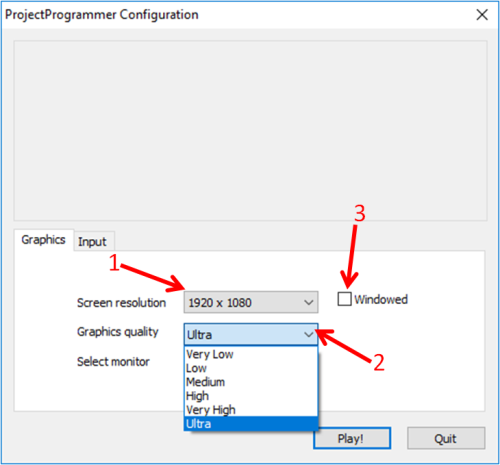 ProjectProgrammer Configuration
Graphics Input
3
1
Screen resolution 1920 x 1080 Windowed
Graphics quality Ultra
2
Select monitor
Very Low
Low
Medium
High
Very High
Ultra
Play! Quit